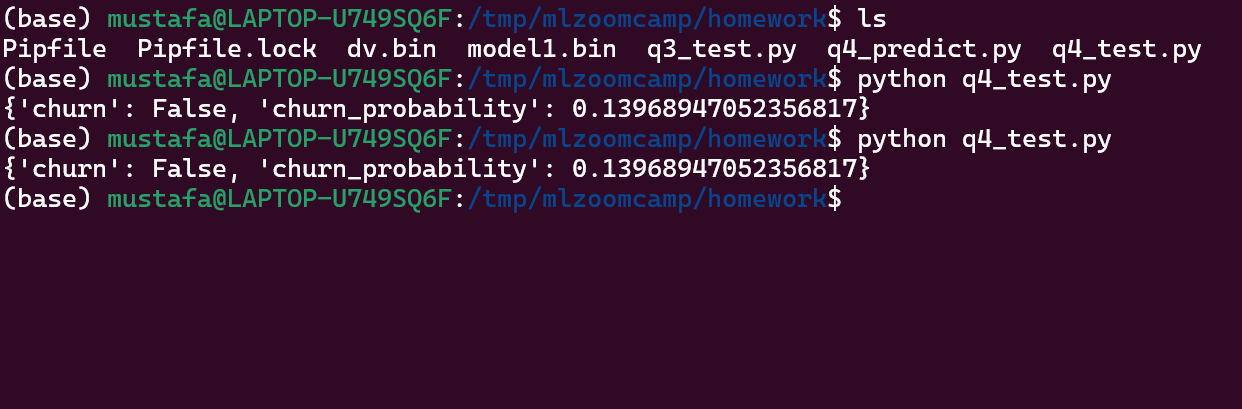 (base) mustafa@LAPTOP-U749SQ6F:/tmp/mlzoomcamp/homework$ ls
Pipfile  Pipfile.lock  dv.bin  model1.bin  q3_test.py  q4_predict.py  q4_test.py
(base) mustafa@LAPTOP-U749SQ6F:/tmp/mlzoomcamp/homework$ python q4_test.py
{'churn': False, 'churn_probability': 0.13968947052356817}
(base) mustafa@LAPTOP-U749SQ6F:/tmp/mlzoomcamp/homework$ python q4_test.py
{'churn': False, 'churn_probability': 0.13968947052356817}
(base) mustafa@LAPTOP-U749SQ6F:/tmp/mlzoomcamp/homework$